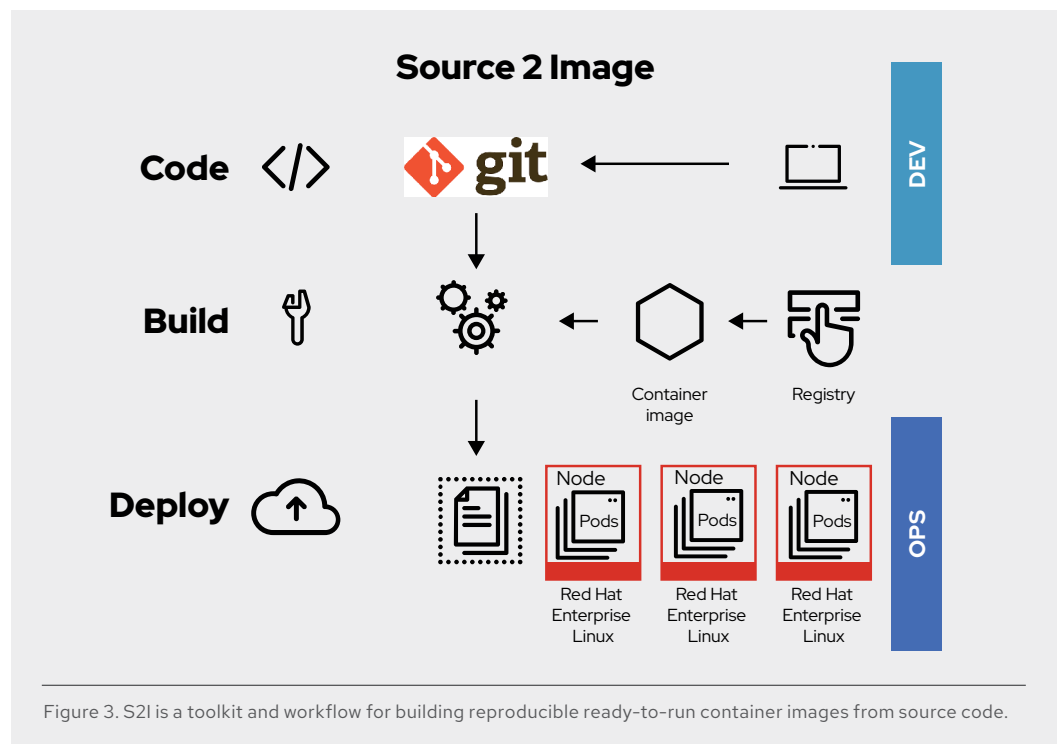 Source 2 Image
DEV
Code
git
Build
Container
image
Registry
Deploy
Node
Pods
Node
Pods
Node
Pods
OPS
Red Hat
Enterprise
Linux
Red Hat
Enterprise
Linux
Red Hat
Enterprise
Linux
Figure 3. S2I is a toolkit and workflow for building reproducible ready-to-run container images from source code.